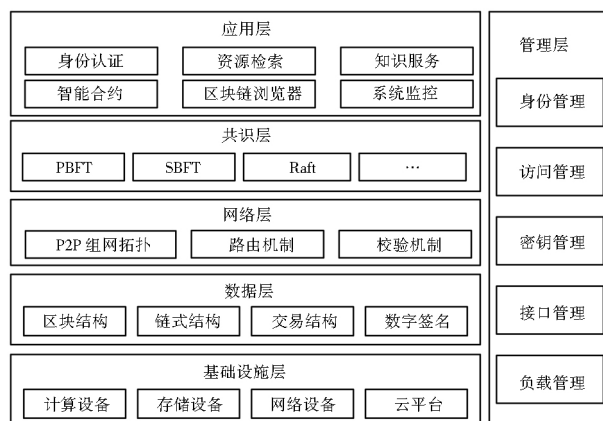 应用层
身份认证 资源检索 知识服务
智能合约 区块链浏览器 系统监控
共识层
PBFT SBFT Raft …
网络层
P2P 组网拓扑 路由机制 校验机制
数据层
区块结构 链式结构 交易结构 数字签名
基础设施层
计算设备 存储设备 网络设备 云平台
管理层
身份管理
访问管理
密钥管理
接口管理
负载管理